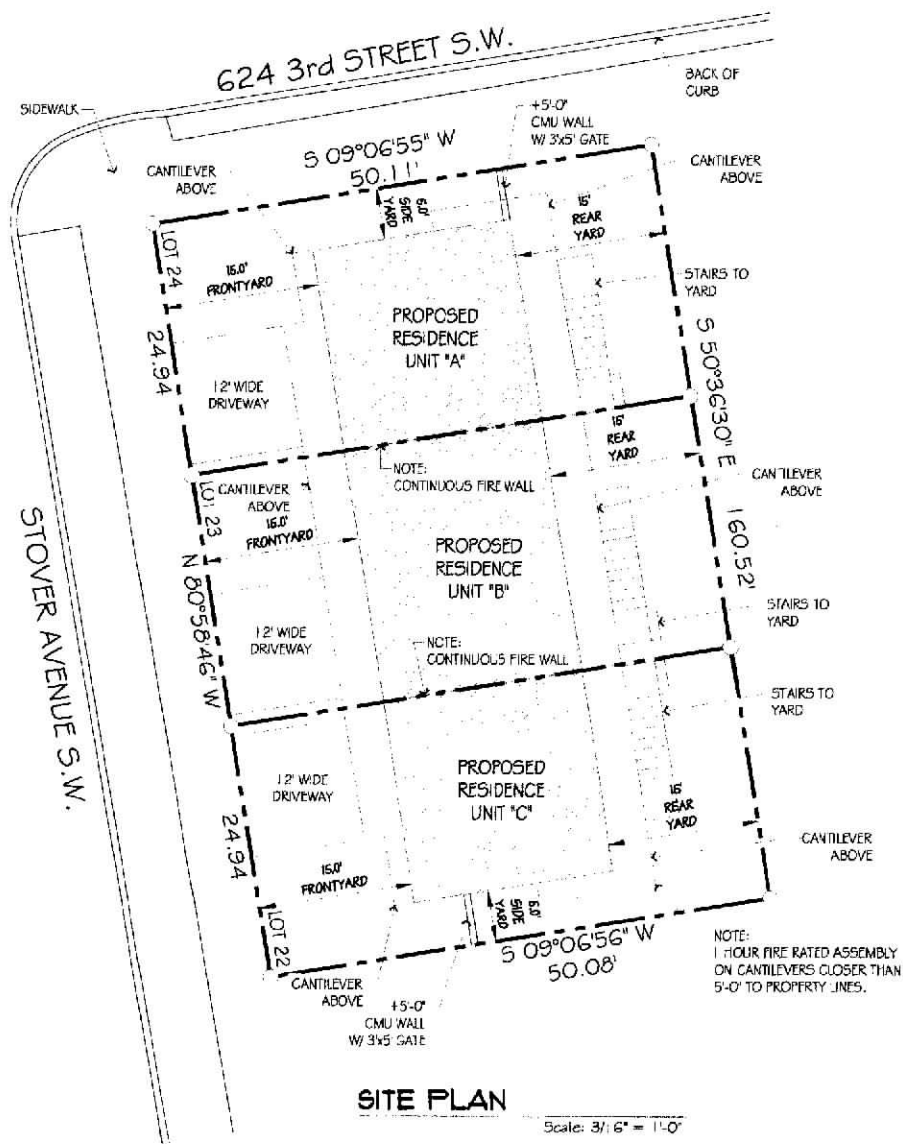 624 3rd STREET S.W.
SIDEWALK
BACK OF
CURB
+5'-0"
CMU WALL
W/ 3'x5' GATE
S 09°06'55" W
50.11'
CANTILEVER
ABOVE
CANTILEVER
ABOVE
LOT 24
SIDE
YARD
15'
REAR
YARD
15.0'
FRONTYARD
STAIRS TO
YARD
PROPOSED
RESIDENCE
UNIT "A"
24.94
S 50°36'30" E
12' WIDE
DRIVEWAY
15'
REAR
YARD
NOTE:
CONTINUOUS FIRE WALL
CANTILEVER
ABOVE
LOT 23
CANTILEVER
ABOVE
15.0'
FRONTYARD
160.52'
STOVER AVENUE S.W.
N 80°58'46" W
PROPOSED
RESIDENCE
UNIT "B"
STAIRS TO
YARD
12' WIDE
DRIVEWAY
NOTE:
CONTINUOUS FIRE WALL
STAIRS TO
YARD
12' WIDE
DRIVEWAY
PROPOSED
RESIDENCE
UNIT "C"
15'
REAR
YARD
24.94
CANTILEVER
ABOVE
15.0'
FRONTYARD
SIDE
YARD
LOT 22
S 09°06'56" W
50.08'
NOTE:
1 HOUR FIRE RATED ASSEMBLY
ON CANTILEVERS CLOSER THAN
5'-0" TO PROPERTY LINES.
CANTILEVER
ABOVE
+5'-0"
CMU WALL
W/ 3'x5' GATE
SITE PLAN
Scale: 3/16" = 1'-0"